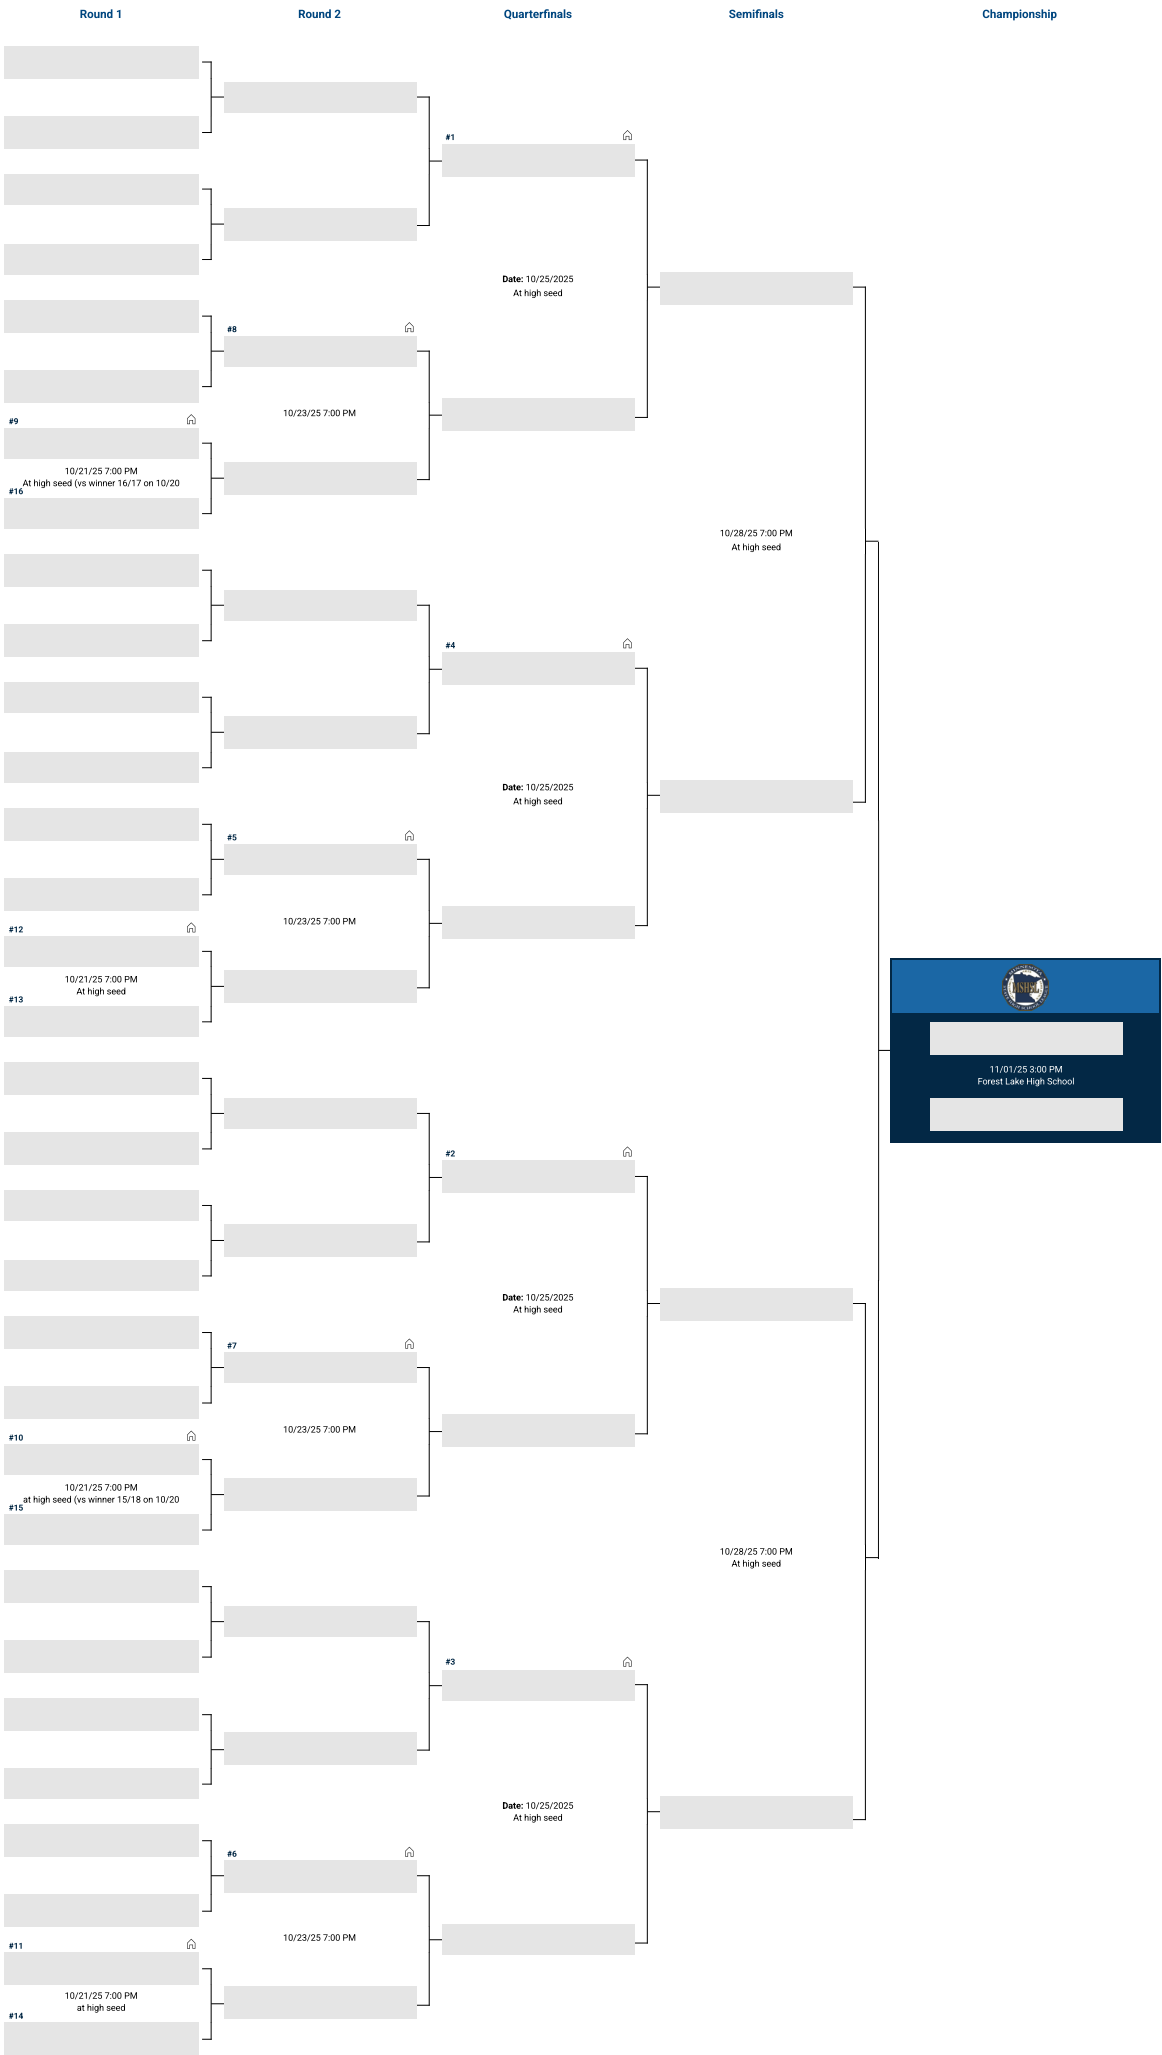 Round 1
Round 2
Quarterfinals
Semifinals
Championship
#1
Date: 10/25/2025
At high seed
#8
10/23/25 7:00 PM
#9
10/21/25 7:00 PM
At high seed (vs winner 16/17 on 10/20
#16
10/28/25 7:00 PM
At high seed
#4
Date: 10/25/2025
At high seed
#5
10/23/25 7:00 PM
#12
10/21/25 7:00 PM
At high seed
#13
MSHSL
11/01/25 3:00 PM
Forest Lake High School
#2
Date: 10/25/2025
At high seed
#7
10/23/25 7:00 PM
#10
10/21/25 7:00 PM
at high seed (vs winner 15/18 on 10/20
#15
10/28/25 7:00 PM
At high seed
#3
Date: 10/25/2025
At high seed
#6
10/23/25 7:00 PM
#11
10/21/25 7:00 PM
at high seed
#14